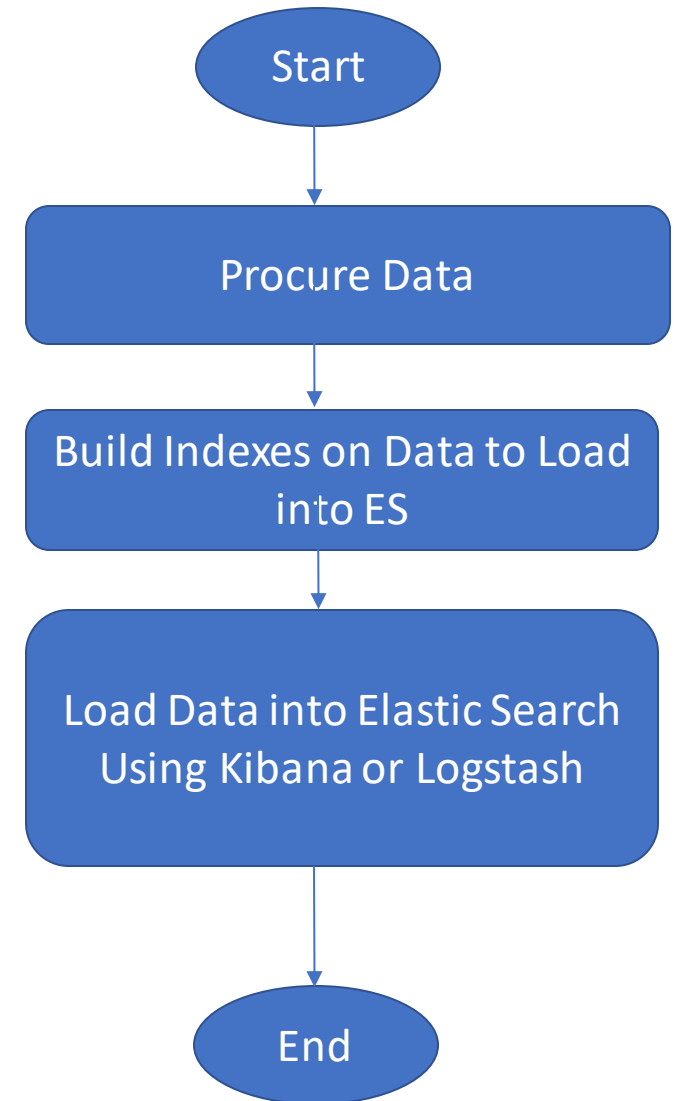 Start
Procure Data
Build Indexes on Data to Load
into ES
Load Data into Elastic Search
Using Kibana or Logstash
End